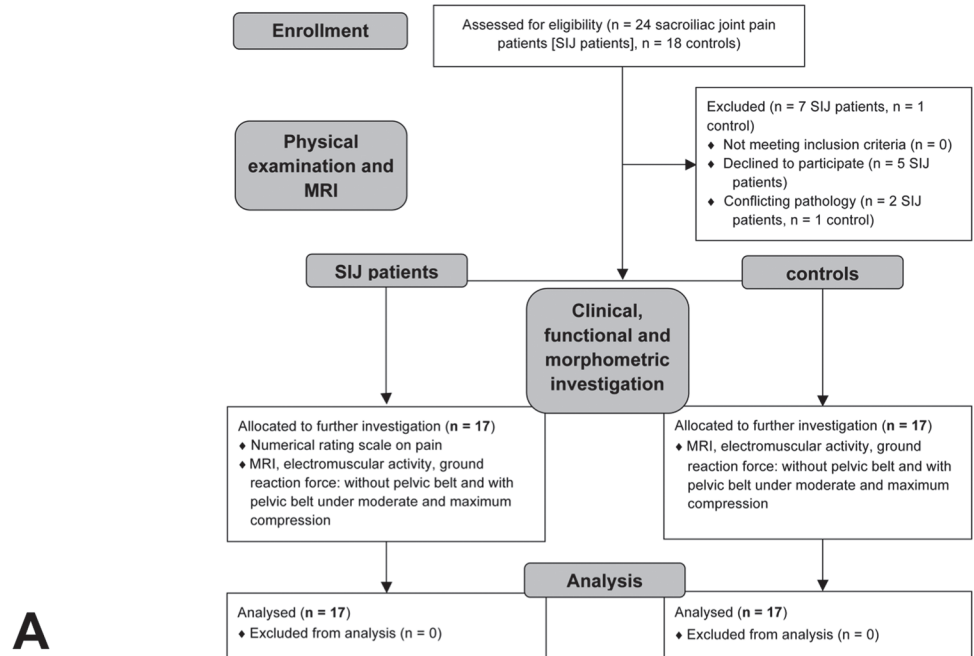 Enrollment
Assessed for eligibility (n = 24 sacroiliac joint pain
patients [SIJ patients], n = 18 controls)
Physical
examination and
MRI
Excluded (n = 7 SIJ patients, n = 1
control)
♦ Not meeting inclusion criteria (n = 0)
♦ Declined to participate (n = 5 SIJ
patients)
♦ Conflicting pathology (n = 2 SIJ
patients, n = 1 control)
SIJ patients
controls
Clinical,
functional and
morphometric
investigation
Allocated to further investigation (n = 17)
♦ Numerical rating scale on pain
♦ MRI, electromuscular activity, ground
reaction force: without pelvic belt and with
pelvic belt under moderate and maximum
compression
Allocated to further investigation (n = 17)
♦ MRI, electromuscular activity, ground
reaction force: without pelvic belt and with
pelvic belt under moderate and maximum
compression
Analysis
Analysed (n = 17)
♦ Excluded from analysis (n = 0)
Analysed (n = 17)
♦ Excluded from analysis (n = 0)
A